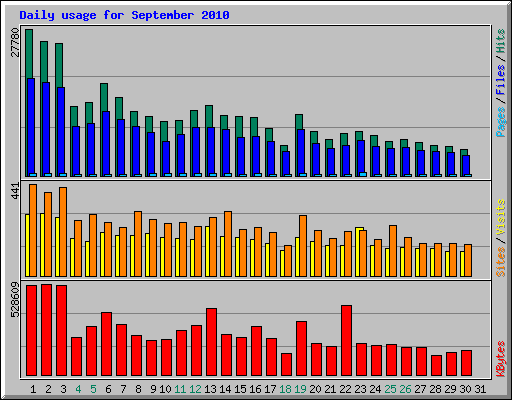 Daily usage for September 2010
27780
Pages / Files / Hits
441
Sites / Visits
528609
KBytes
1 2 3 4 5 6 7 8 9 10 11 12 13 14 15 16 17 18 19 20 21 22 23 24 25 26 27 28 29 30 31